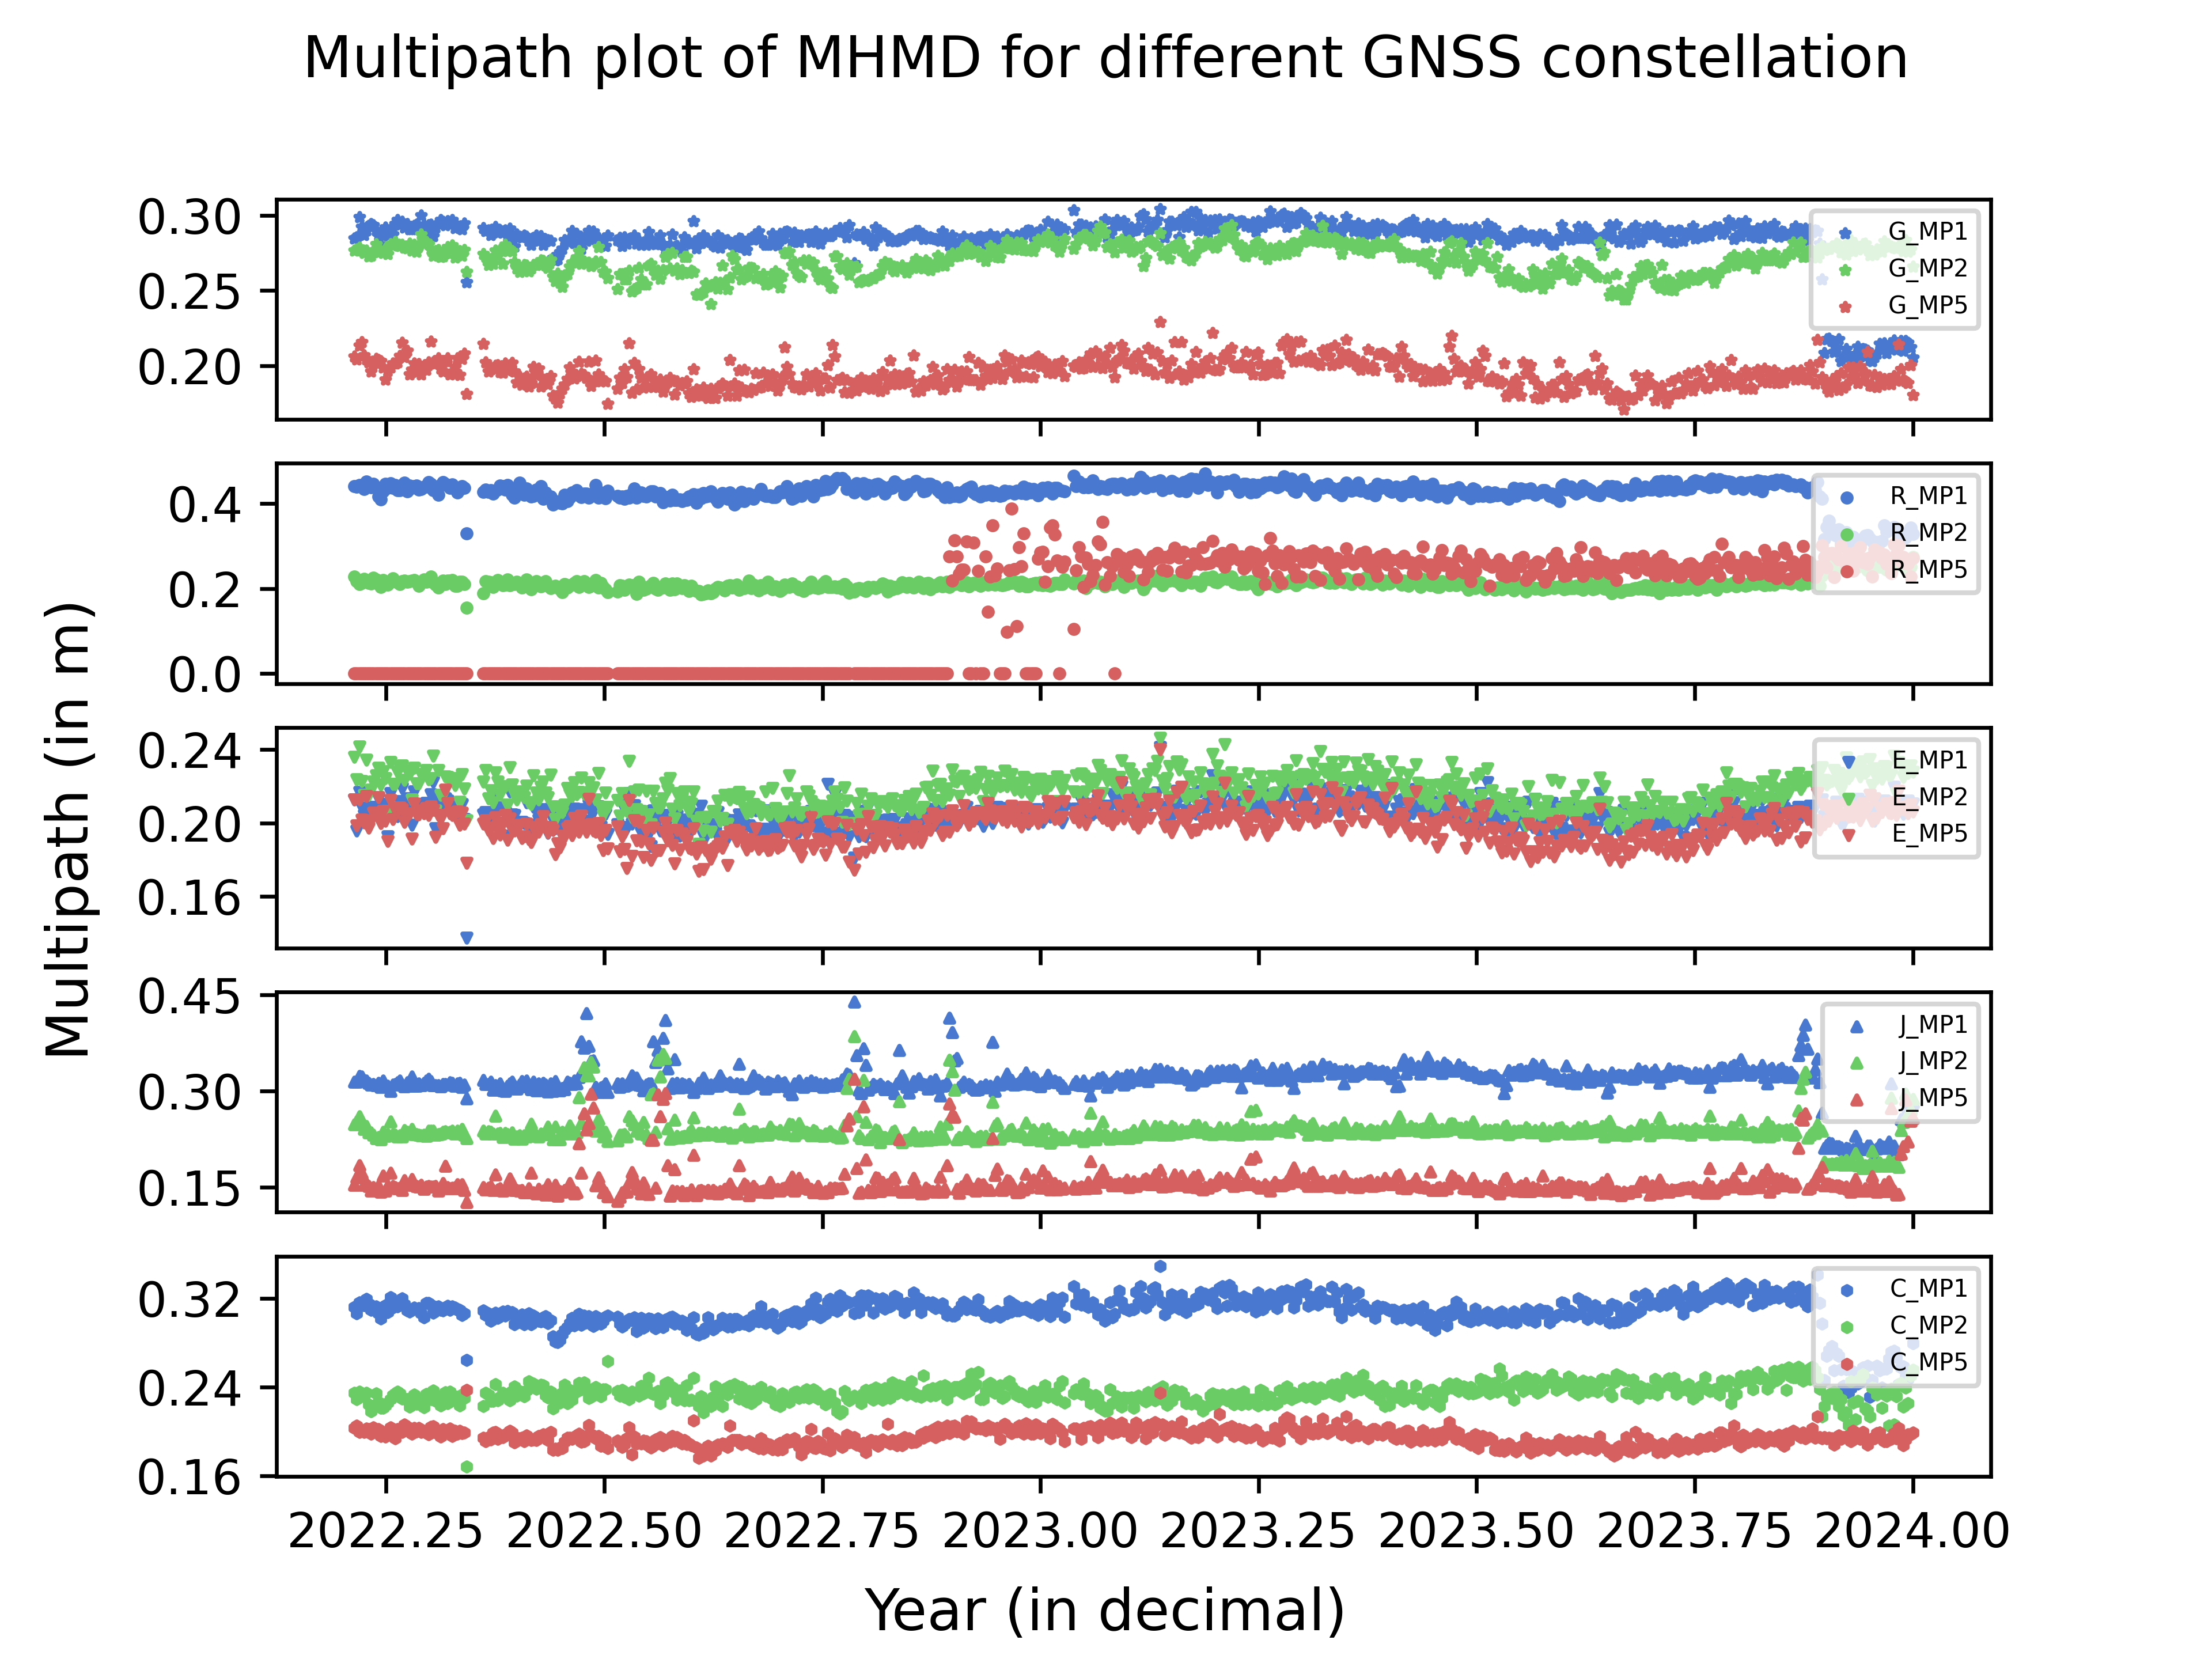 Multipath plot of MHMD for different GNSS constellation
Multipath (in m)
0.30
0.25
0.20
G_MP1
G_MP2
G_MP5
0.4
0.2
0.0
R_MP1
R_MP2
R_MP5
0.24
0.20
0.16
E_MP1
E_MP2
E_MP5
0.45
0.30
0.15
J_MP1
J_MP2
J_MP5
0.32
0.24
0.16
C_MP1
C_MP2
C_MP5
2022.25 2022.50 2022.75 2023.00 2023.25 2023.50 2023.75 2024.00
Year (in decimal)